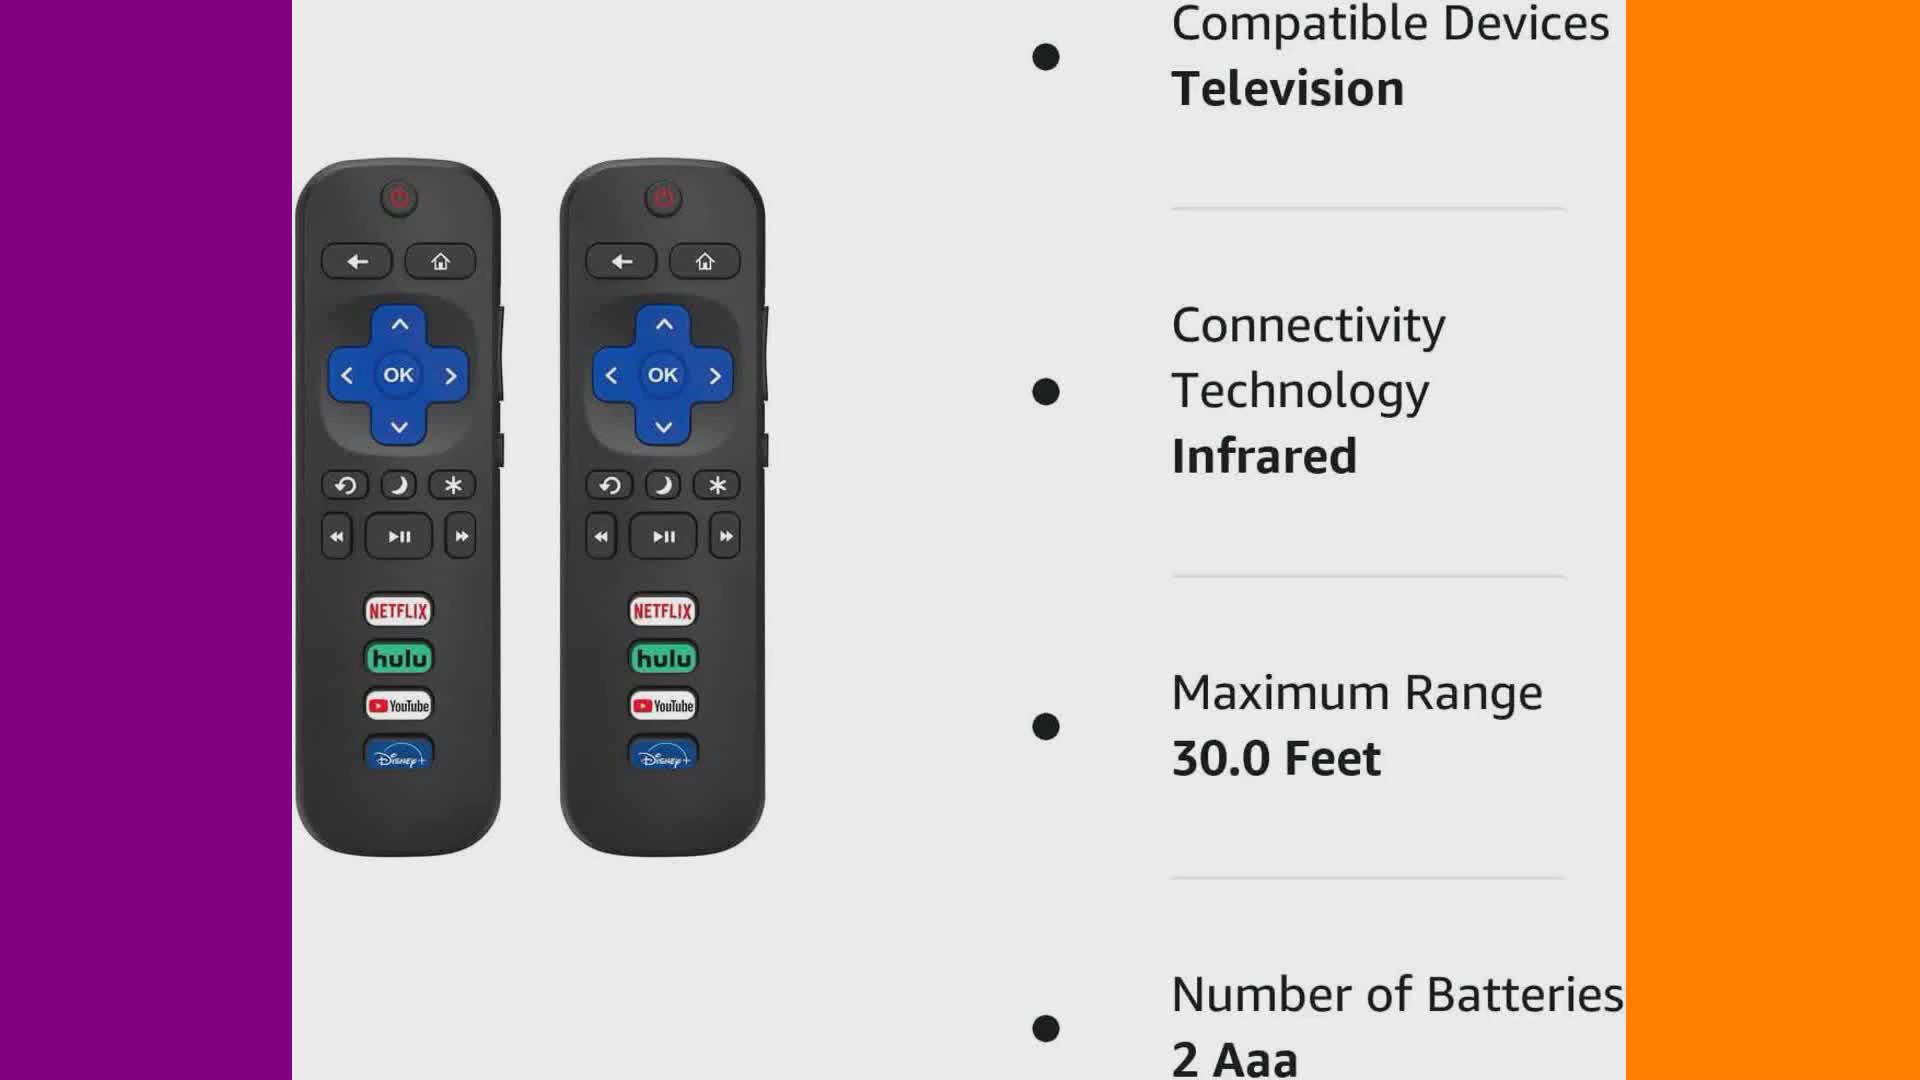 OK
NETFLIX
hulu
YouTube
Disney+
OK
NETFLIX
hulu
YouTube
Disney+
Compatible Devices
Television
Connectivity
Technology
Infrared
Maximum Range
30.0 Feet
Number of Batteries
2 Aaa